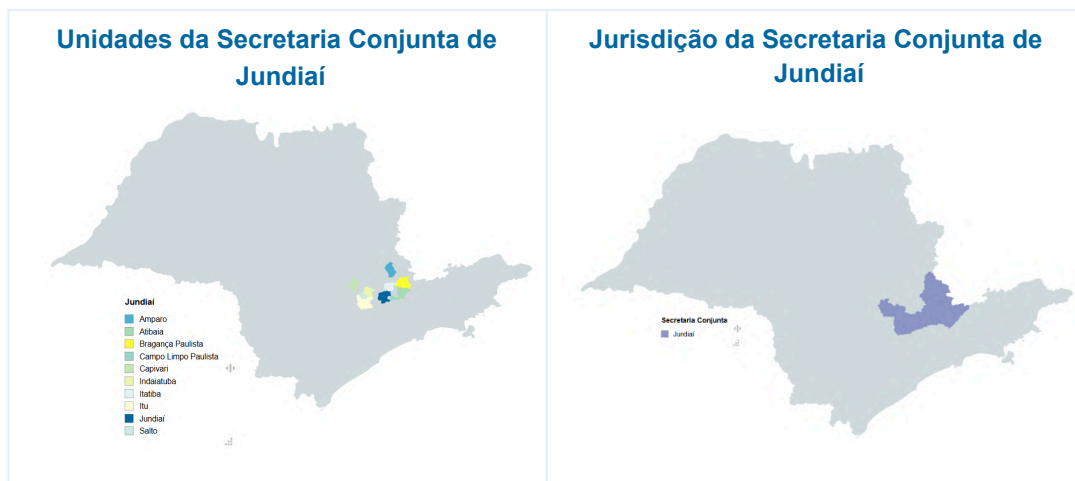 Unidades da Secretaria Conjunta de
Jundiaí
Jundiaí
Amparo
Atibaia
Bragança Paulista
Campo Limpo Paulista
Capivari
Indaiatuba
Itatiba
Itu
Jundiaí
Salto
Jurisdição da Secretaria Conjunta de
Jundiaí
Secretaria Conjunta
Jundiaí